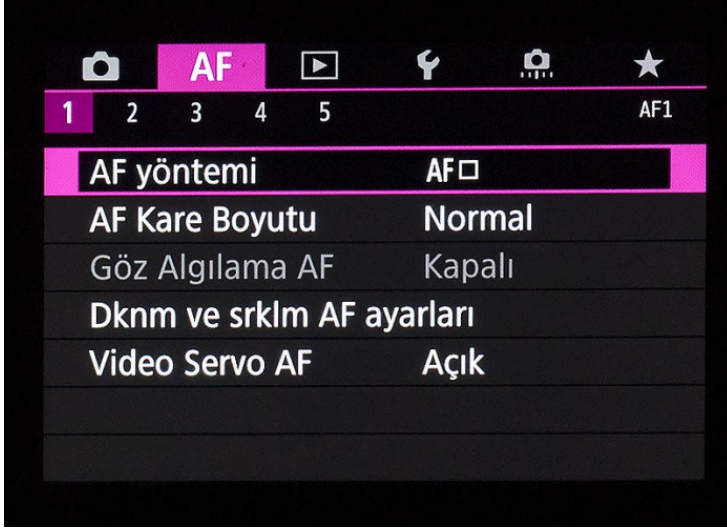 AF
1 2 3 4 5 AF1
AF yöntemi AF
AF Kare Boyutu Normal
Göz Algılama AF Kapalı
Dknm ve srklm AF ayarları
Video Servo AF Açık